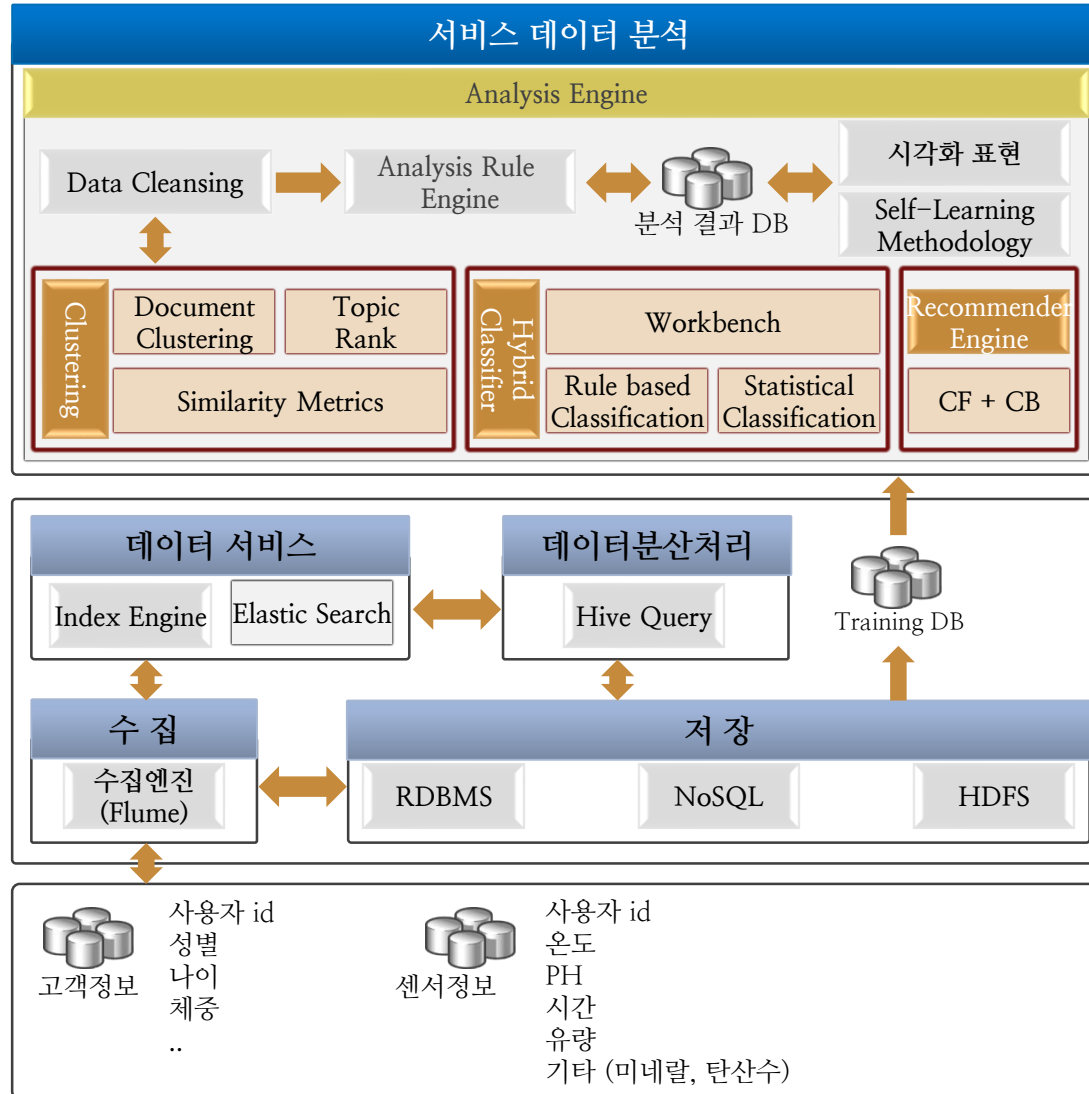 서비스 데이터 분석
Analysis Engine
Data Cleansing
Analysis Rule
Engine
분석 결과 DB
시각화 표현
Self-Learning
Methodology
Clustering
Document
Clustering
Topic
Rank
Similarity Metrics
Hybrid
Classifier
Workbench
Rule based
Classification
Statistical
Classification
Recommender
Engine
CF + CB
데이터 서비스
Index Engine
Elastic Search
데이터분산처리
Hive Query
Training DB
수 집
수집엔진
(Flume)
저 장
RDBMS
NoSQL
HDFS
고객정보
사용자 id
성별
나이
체중
..
센서정보
사용자 id
온도
PH
시간
유량
기타 (미네랄, 탄산수)